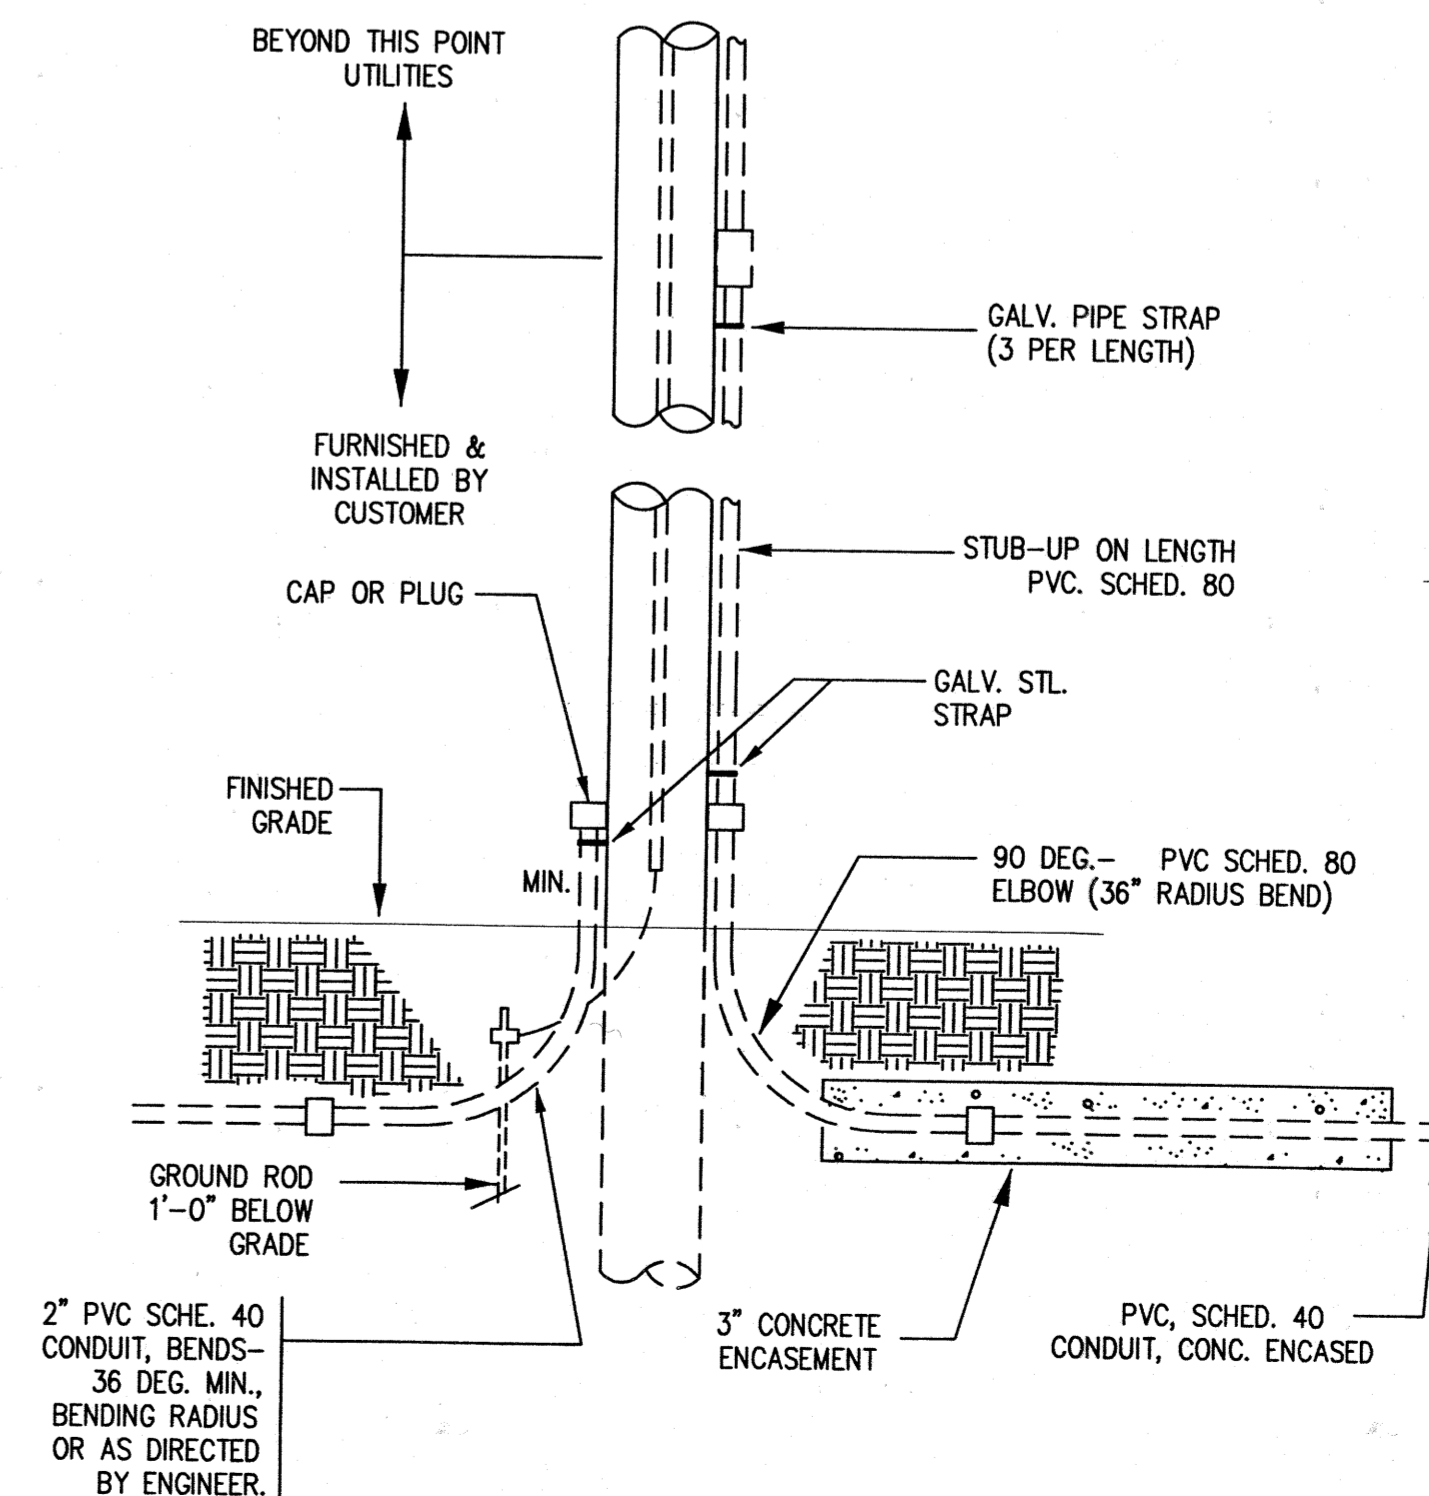 BEYOND THIS POINT
UTILITIES
GALV. PIPE STRAP
(3 PER LENGTH)
FURNISHED &
INSTALLED BY
CUSTOMER
STUB-UP ON LENGTH
PVC. SCHED. 80
CAP OR PLUG
GALV. STL.
STRAP
FINISHED
GRADE
MIN.
90 DEG.- PVC SCHED. 80
ELBOW (36" RADIUS BEND)
GROUND ROD
1'-0" BELOW
GRADE
2" PVC SCHE. 40
CONDUIT, BENDS-
36 DEG. MIN.,
BENDING RADIUS
OR AS DIRECTED
BY ENGINEER.
3" CONCRETE
ENCASEMENT
PVC, SCHED. 40
CONDUIT, CONC. ENCASED